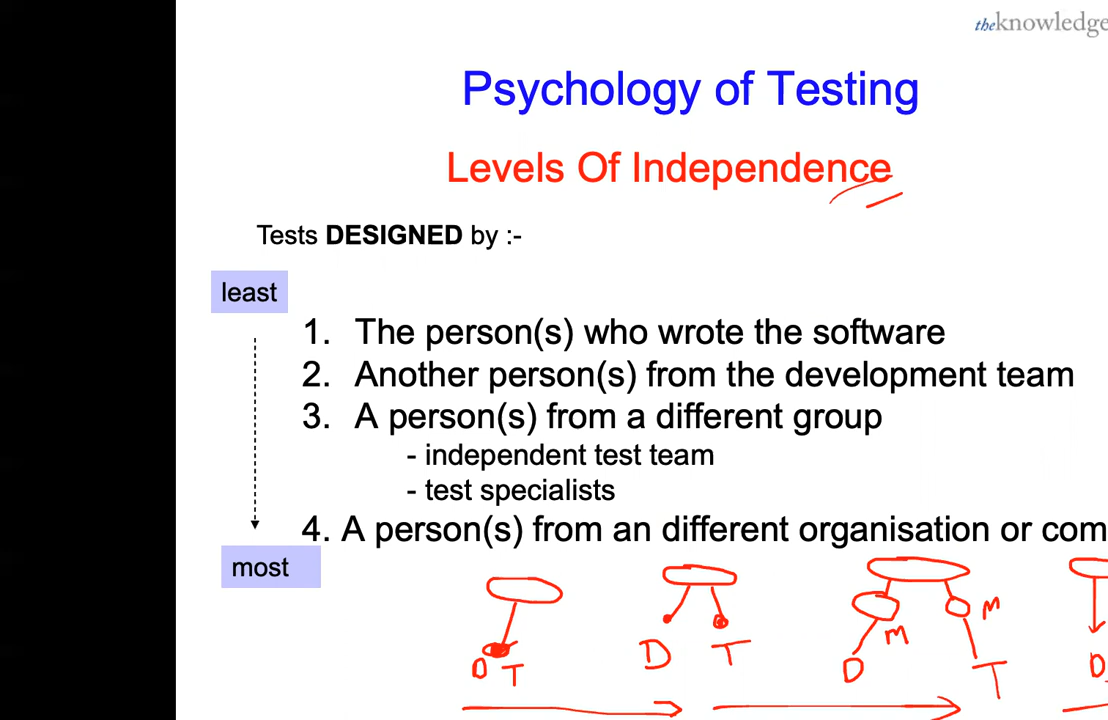 theknowledge
Psychology of Testing
Levels Of Independence
Tests DESIGNED by :-
least
1. The person(s) who wrote the software
2. Another person(s) from the development team
3. A person(s) from a different group
- independent test team
- test specialists
4. A person(s) from an different organisation or com
most
M
M
D T
D T
D T
D